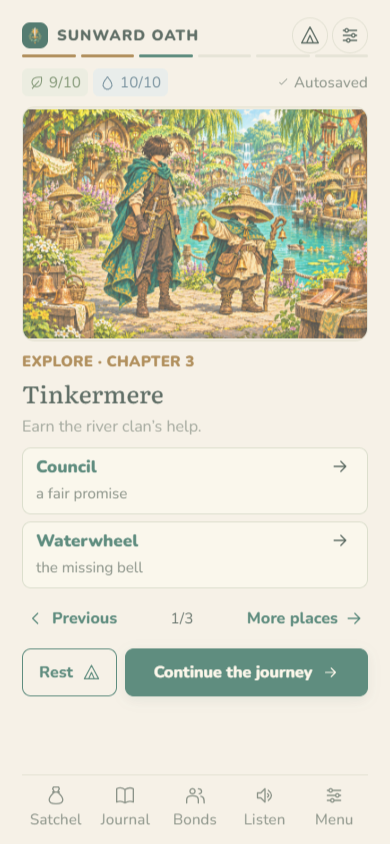 SUNWARD OATH
9/10
10/10
Autosaved
EXPLORE · CHAPTER 3
Tinkermere
Earn the river clan's help.
Council
a fair promise
Waterwheel
the missing bell
Previous
1/3
More places
Rest
Continue the journey
Satchel
Journal
Bonds
Listen
Menu